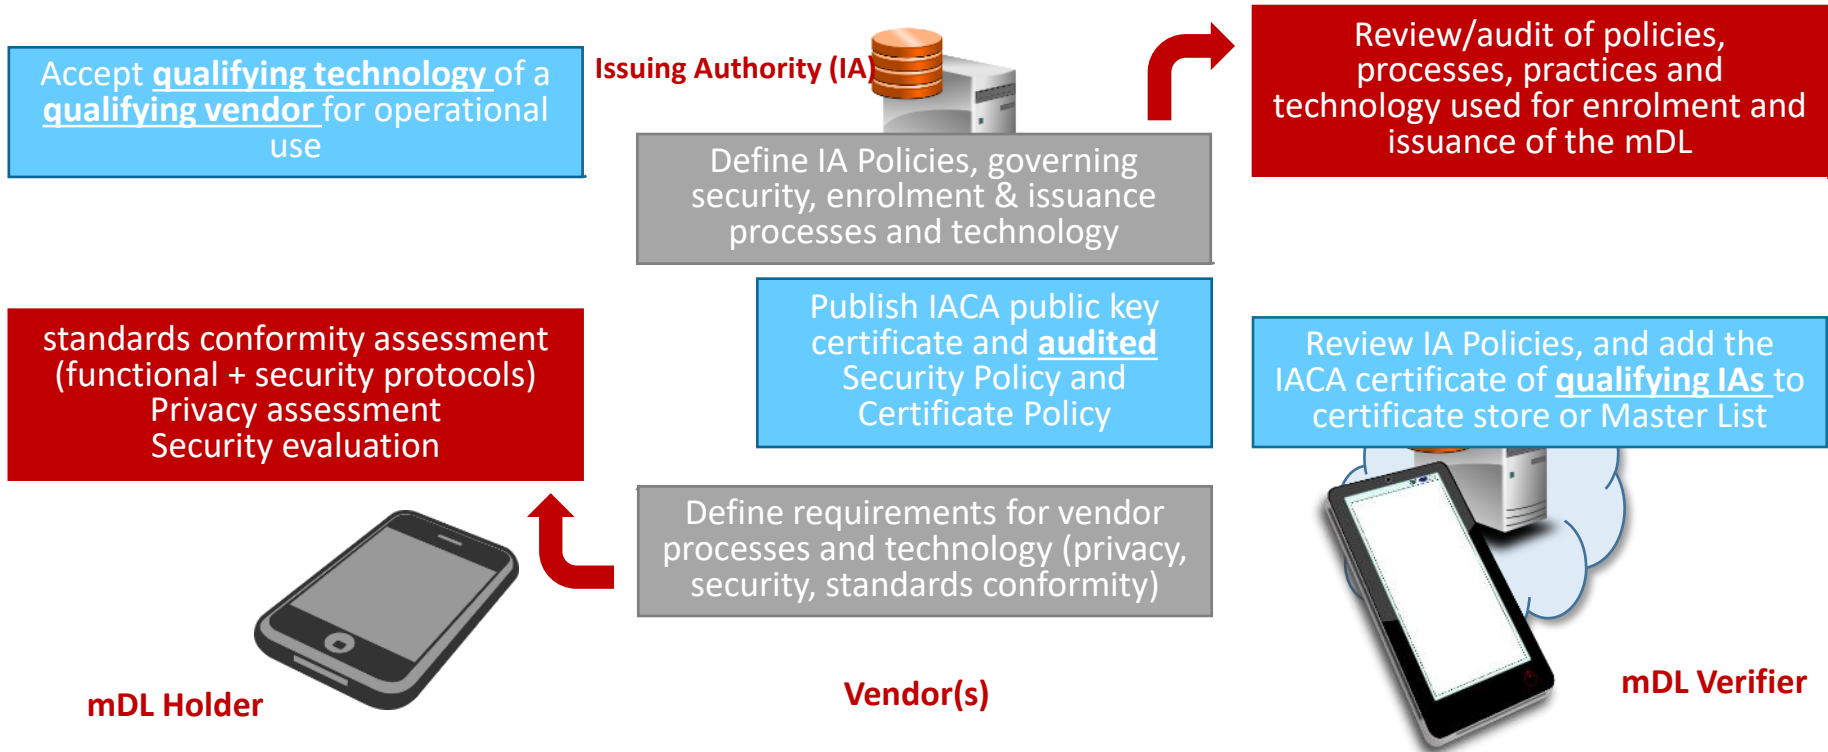 Accept qualifying technology of a
qualifying vendor for operational
use
Issuing Authority (IA)
Review/audit of policies,
processes, practices and
technology used for enrolment and
issuance of the mDL
Define IA Policies, governing
security, enrolment & issuance
processes and technology
Publish IACA public key
certificate and audited
Security Policy and
Certificate Policy
standards conformity assessment
(functional + security protocols)
Privacy assessment
Security evaluation
Review IA Policies, and add the
IACA certificate of qualifying IAs to
certificate store or Master List
Define requirements for vendor
processes and technology (privacy,
security, standards conformity)
mDL Holder
Vendor(s)
mDL Verifier